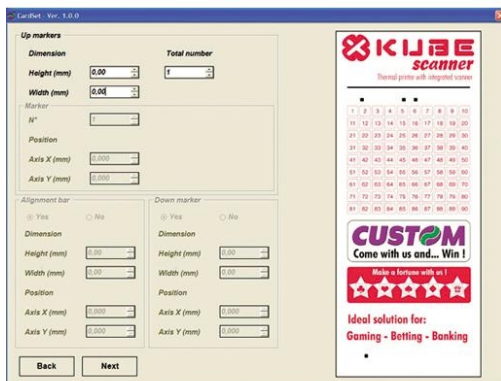 CardSet - Ver. 1.0.0
Up markers
Dimension
Total number
Height (mm)
0,00
1
Width (mm)
0,00
Marker
N°
1
Position
Axis X (mm)
0,000
Axis Y (mm)
0,000
Alignment bar
Yes
No
Dimension
Height (mm)
0,00
Width (mm)
0,00
Position
Axis X (mm)
0,000
Axis Y (mm)
0,000
Down marker
Yes
No
Dimension
Height (mm)
0,00
Width (mm)
0,00
Position
Axis X (mm)
0,000
Axis Y (mm)
0,000
Back
Next
KUBE
scanner
Thermal printer with integrated scanner
1 2 3 4 5 6 7 8 9 10
11 12 13 14 15 16 17 18 19 20
21 22 23 24 25 26 27 28 29 30
31 32 33 34 35 36 37 38 39 40
41 42 43 44 45 46 47 48 49 50
51 52 53 54 55 56 57 58 59 60
61 62 63 64 65 66 67 68 69 70
71 72 73 74 75 76 77 78 79 80
81 82 83 84 85 86 87 88 89 90
CUSTOM
Come with us and... Win !
Make a fortune with us !
Ideal solution for:
Gaming - Betting - Banking